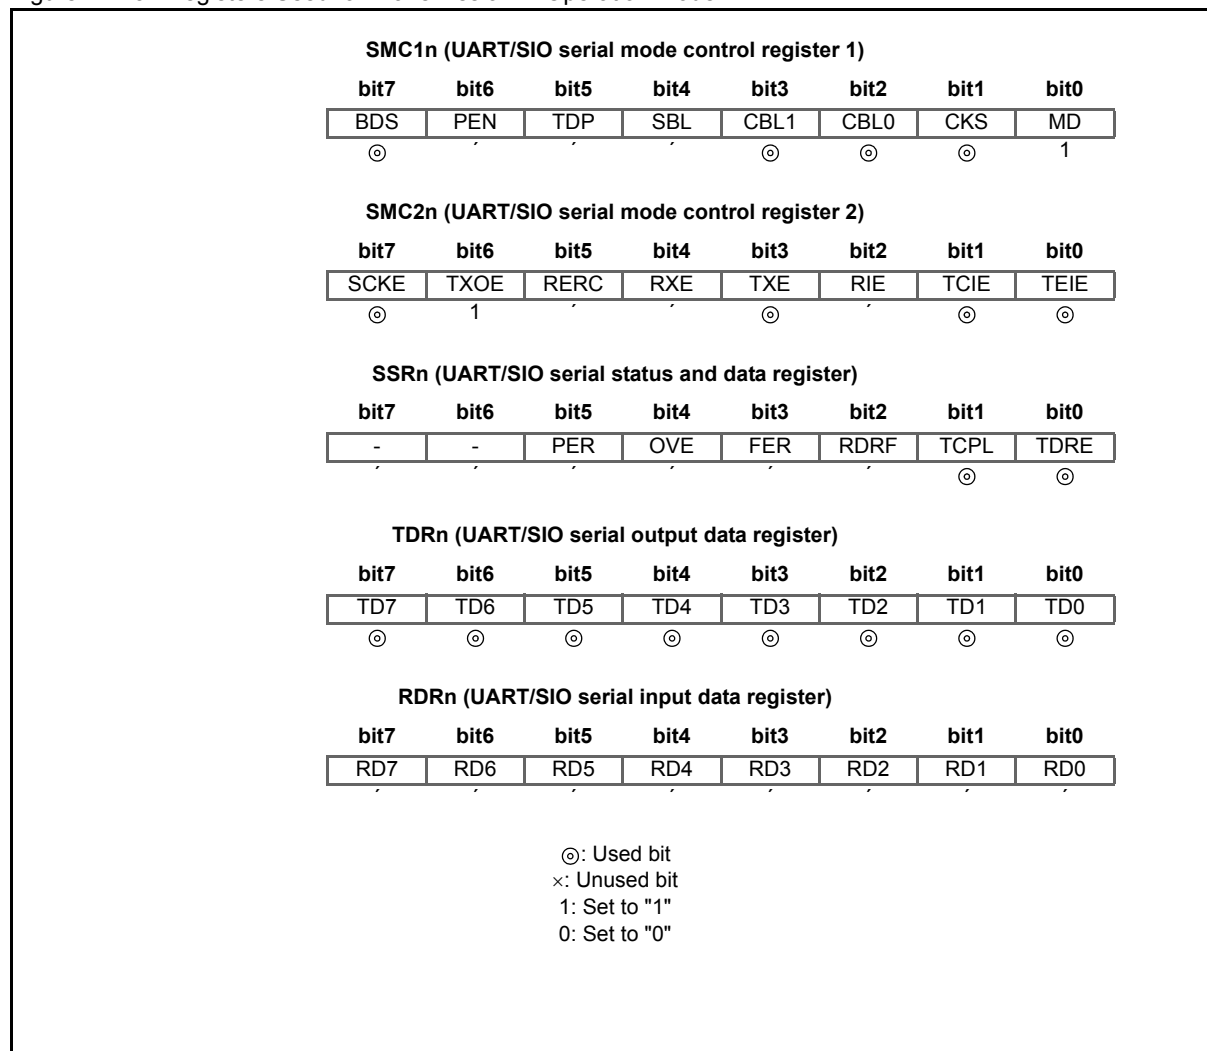 SMC1n (UART/SIO serial mode control register 1)
bit7 bit6 bit5 bit4 bit3 bit2 bit1 bit0
BDS PEN TDP SBL CBL1 CBL0 CKS MD
◎ ´ ´ ´ ◎ ◎ ◎ 1
SMC2n (UART/SIO serial mode control register 2)
bit7 bit6 bit5 bit4 bit3 bit2 bit1 bit0
SCKE TXOE RERC RXE TXE RIE TCIE TEIE
◎ 1 ´ ´ ◎ ´ ◎ ◎
SSRn (UART/SIO serial status and data register)
bit7 bit6 bit5 bit4 bit3 bit2 bit1 bit0
- - PER OVE FER RDRF TCPL TDRE
´ ´ ´ ´ ´ ´ ◎ ◎
TDRn (UART/SIO serial output data register)
bit7 bit6 bit5 bit4 bit3 bit2 bit1 bit0
TD7 TD6 TD5 TD4 TD3 TD2 TD1 TD0
◎ ◎ ◎ ◎ ◎ ◎ ◎ ◎
RDRn (UART/SIO serial input data register)
bit7 bit6 bit5 bit4 bit3 bit2 bit1 bit0
RD7 RD6 RD5 RD4 RD3 RD2 RD1 RD0
´ ´ ´ ´ ´ ´ ´ ´
◎: Used bit
×: Unused bit
1: Set to "1"
0: Set to "0"